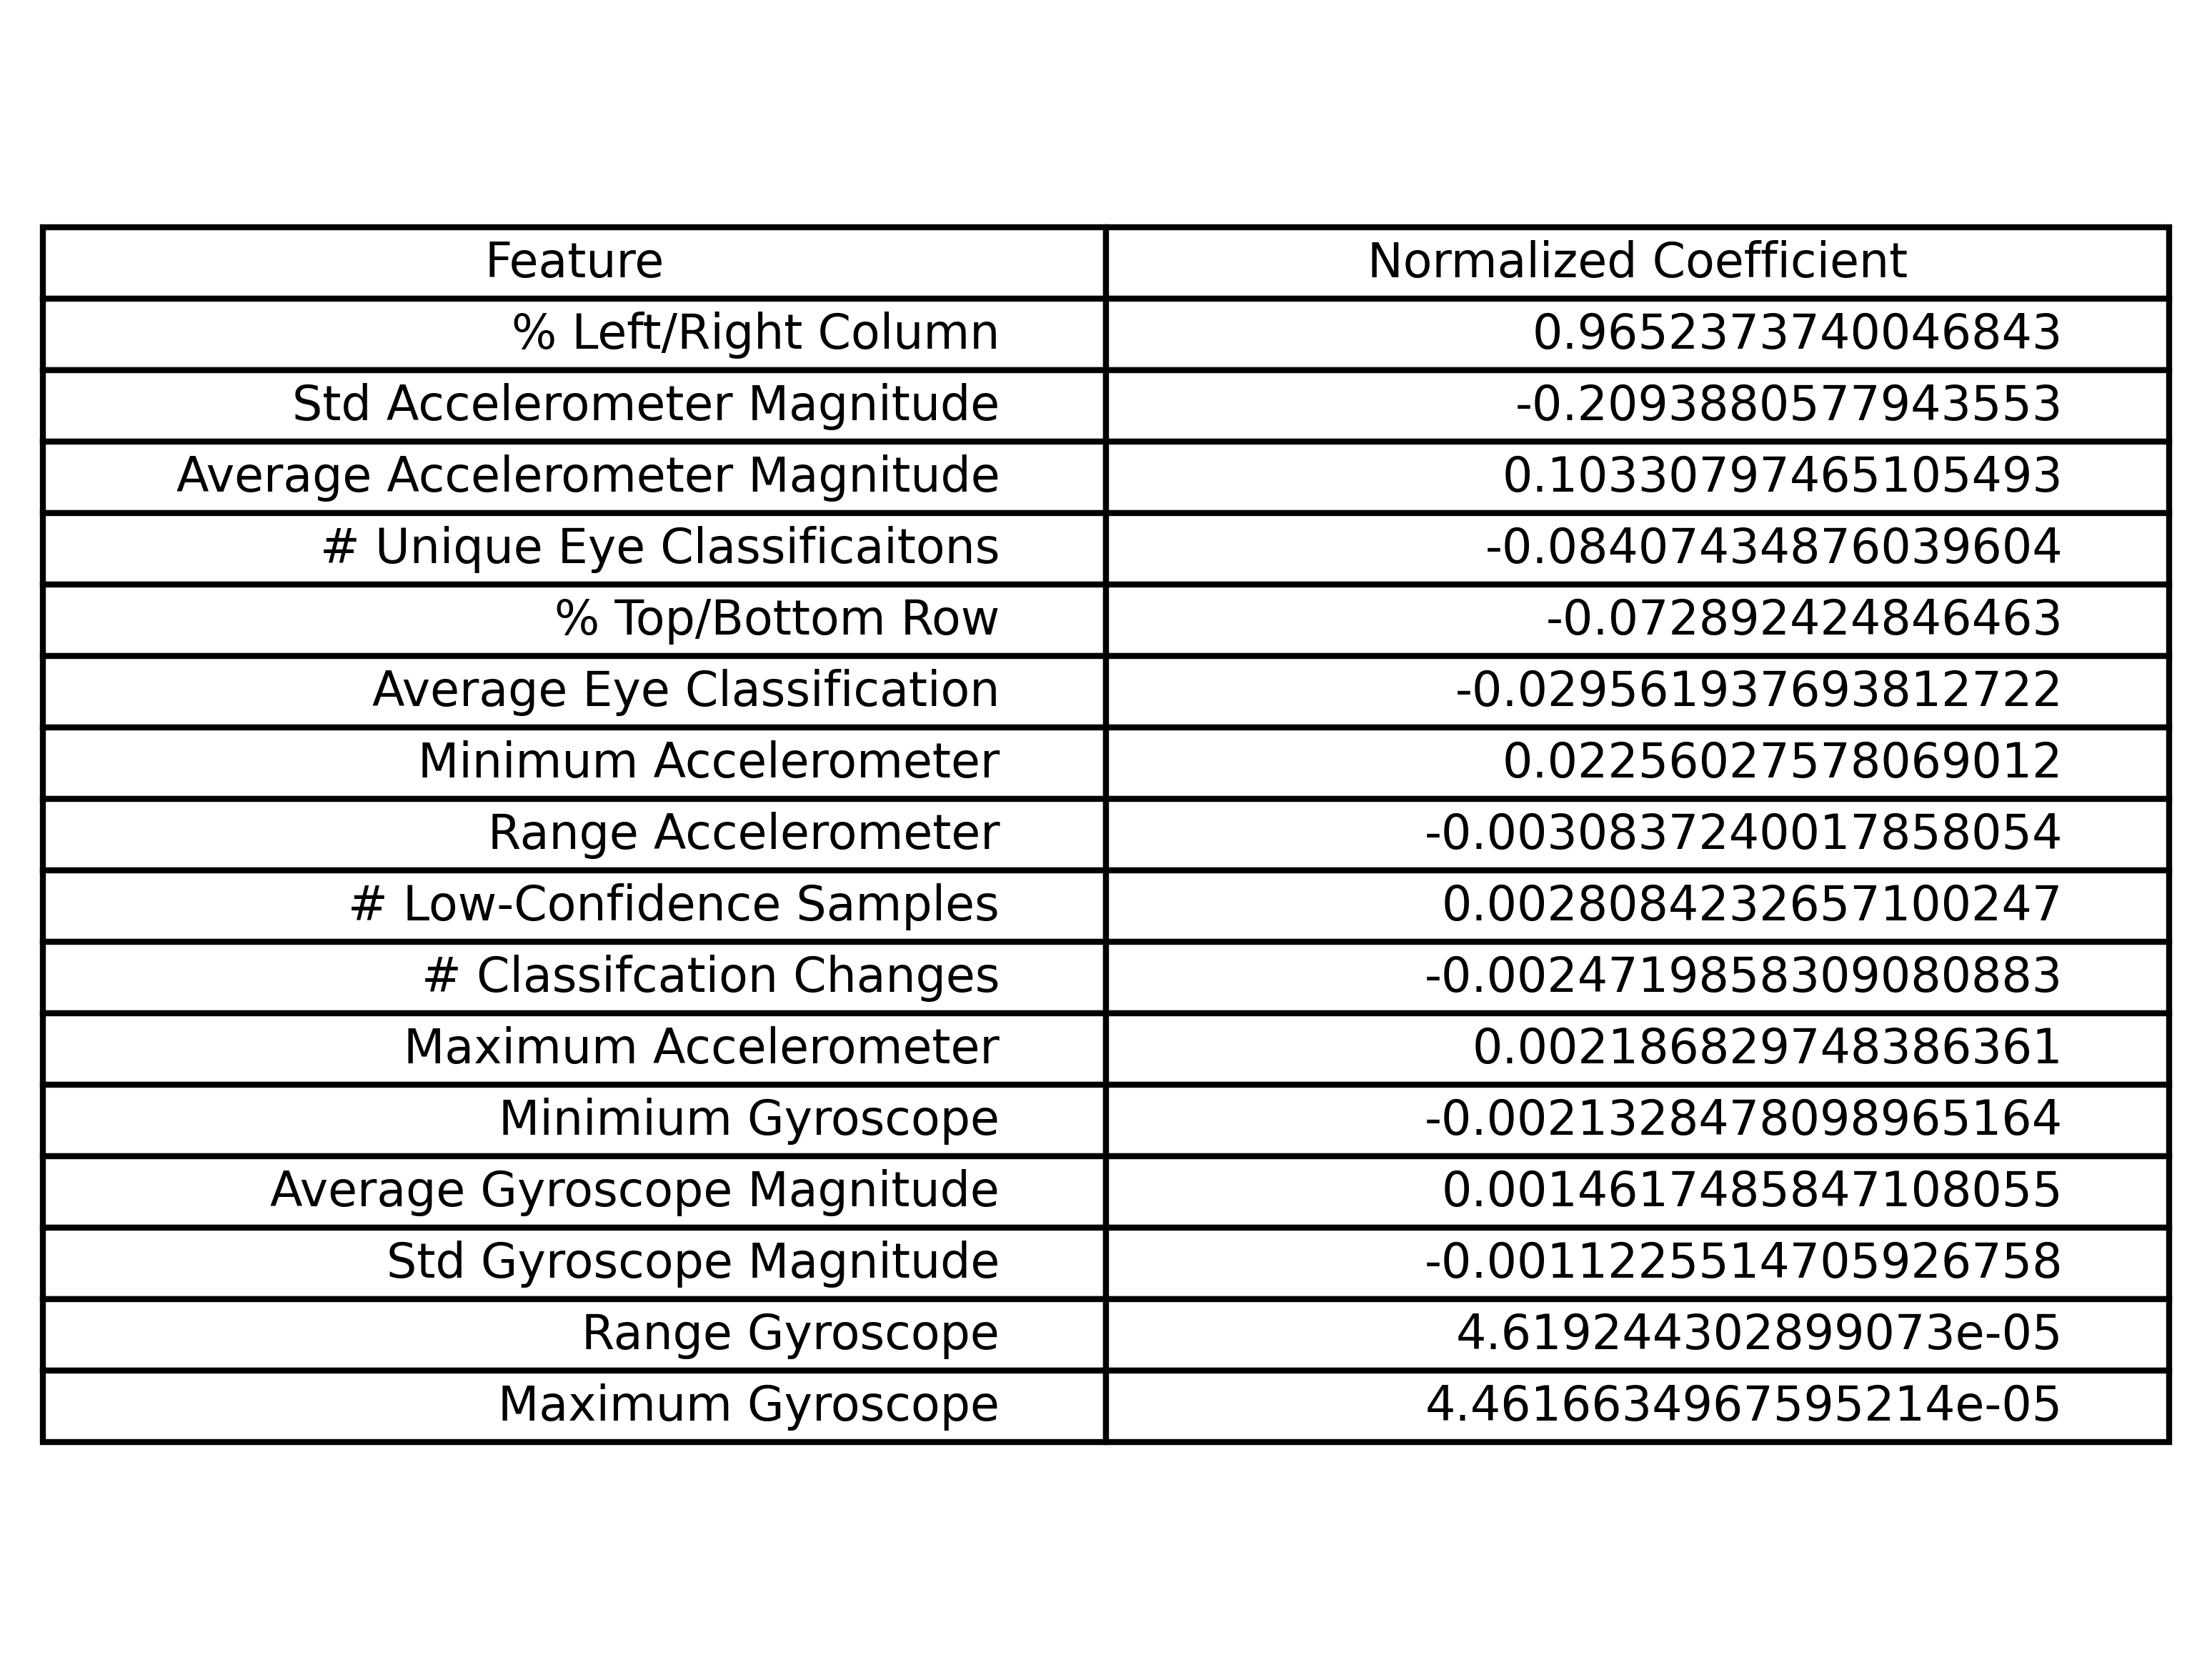 Feature Normalized Coefficient
% Left/Right Column 0.9652373740046843
Std Accelerometer Magnitude -0.2093880577943553
Average Accelerometer Magnitude 0.10330797465105493
# Unique Eye Classificaitons -0.08407434876039604
% Top/Bottom Row -0.072892424846463
Average Eye Classification -0.029561937693812722
Minimum Accelerometer 0.02256027578069012
Range Accelerometer -0.0030837240017858054
# Low-Confidence Samples 0.0028084232657100247
# Classifcation Changes -0.0024719858309080883
Maximum Accelerometer 0.002186829748386361
Minimium Gyroscope -0.0021328478098965164
Average Gyroscope Magnitude 0.0014617485847108055
Std Gyroscope Magnitude -0.0011225514705926758
Range Gyroscope 4.619244302899073e-05
Maximum Gyroscope 4.4616634967595214e-05